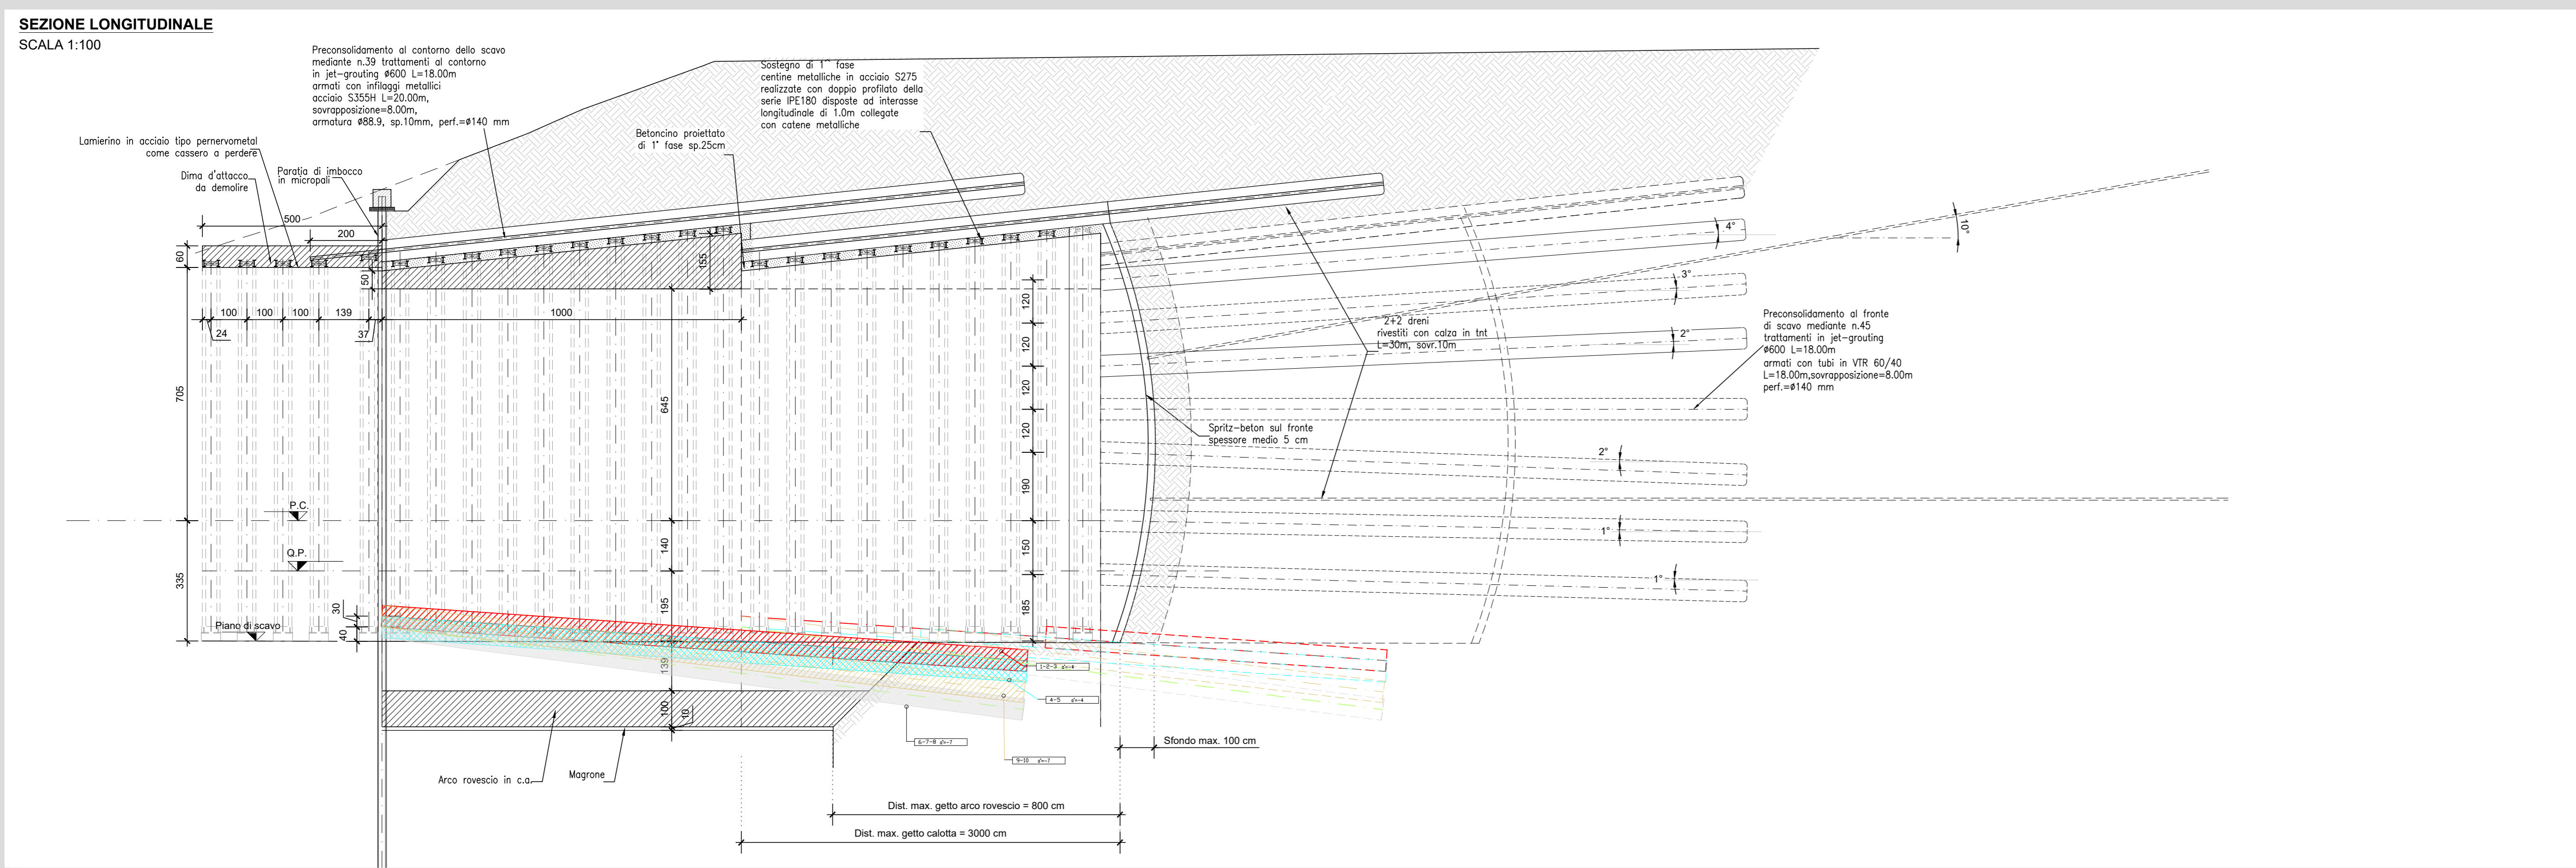 SEZIONE LONGITUDINALE
SCALA 1:100
Preconsolidamento al contorno dello scavo
mediante n.39 trattamenti al contorno
in jet-grouting ø600 L=18.00m
armati con infilaggi metallici
acciaio S355H L=20.00m,
sovrapposizione=8.00m,
armatura ø88.9, sp.10mm, perf.=ø140 mm
Sostegno di 1^ fase
centine metalliche in acciaio S275
realizzate con doppio profilato della
serie IPE180 disposte ad interasse
longitudinale di 1.0m collegate
con catene metalliche
Betoncino proiettato
di 1° fase sp.25cm
Lamierino in acciaio tipo pernervometal
come cassero a perdere
Dima d'attacco
da demolire
Paratia di imbocco
in micropali
500
200
60
50
155
705
335
100
100
100
139
24
37
1000
645
140
195
139
100
10
30
40
120
120
120
120
190
150
185
4°
3°
2°
2°
1°
1°
10°
2+2 dreni
rivestiti con calza in tnt
L=30m, sovr.10m
Preconsolidamento al fronte
di scavo mediante n.45
trattamenti in jet-grouting
ø600 L=18.00m
armati con tubi in VTR 60/40
L=18.00m,sovrapposizione=8.00m
perf.=ø140 mm
Spritz-beton sul fronte
spessore medio 5 cm
P.C.
Q.P.
Piano di scavo
1-2-3
4-5
6-7-8
9-10
Sfondo max. 100 cm
Arco rovescio in c.a.
Magrone
Dist. max. getto arco rovescio = 800 cm
Dist. max. getto calotta = 3000 cm